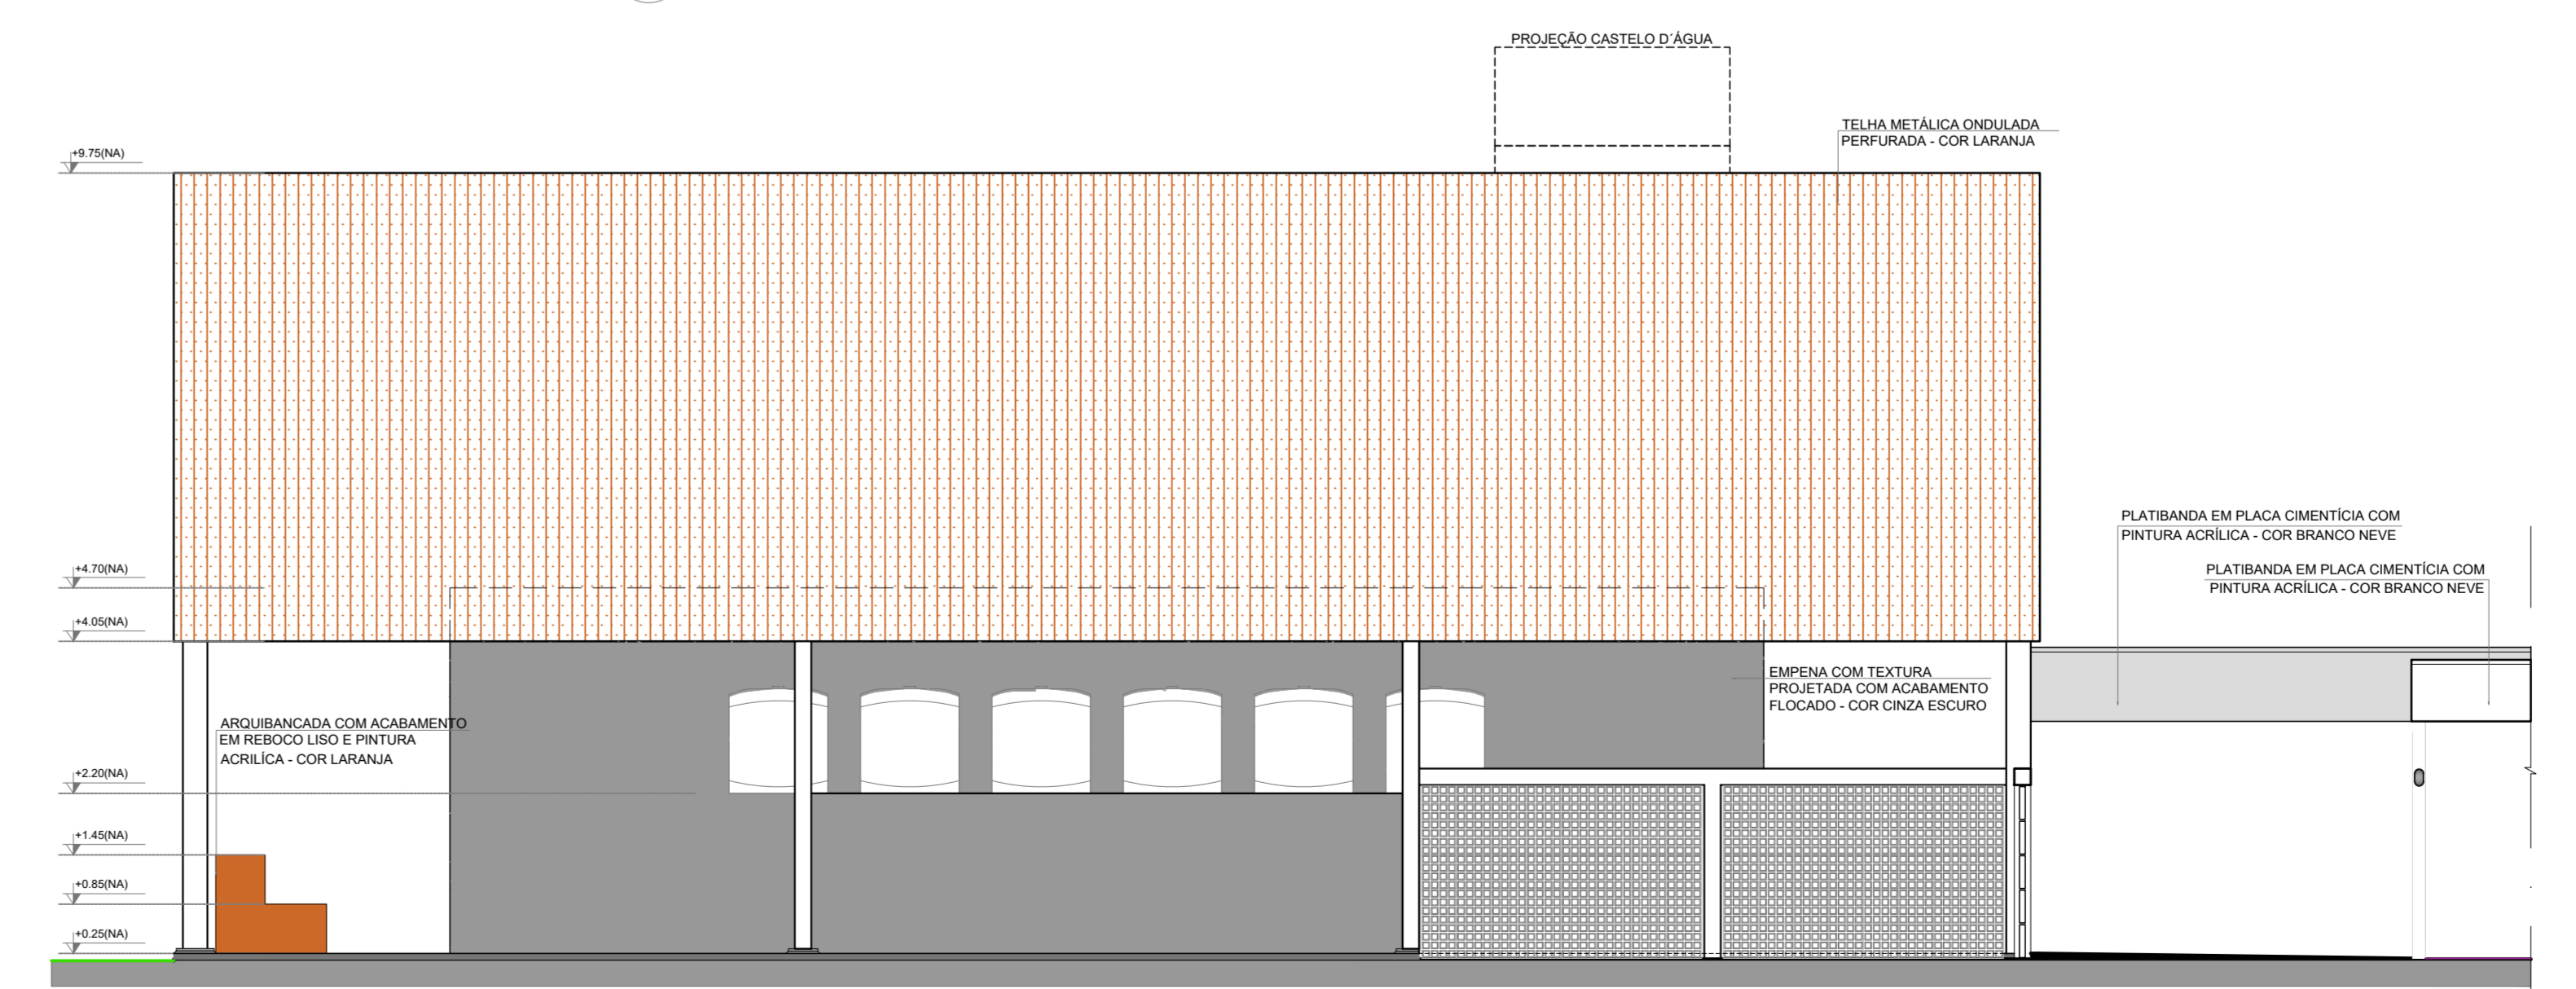 PROJEÇÃO CASTELO D´ÁGUA
TELHA METÁLICA ONDULADA
PERFURADA - COR LARANJA
+9.75(NA)
PLATIBANDA EM PLACA CIMENTÍCIA COM
PINTURA ACRÍLICA - COR BRANCO NEVE
+4.70(NA)
PLATIBANDA EM PLACA CIMENTÍCIA COM
PINTURA ACRÍLICA - COR BRANCO NEVE
+4.05(NA)
EMPENA COM TEXTURA
PROJETADA COM ACABAMENTO
FLOCADO - COR CINZA ESCURO
ARQUIBANCADA COM ACABAMENTO
EM REBOCO LISO E PINTURA
ACRILÍCA - COR LARANJA
+2.20(NA)
+1.45(NA)
+0.85(NA)
+0.25(NA)